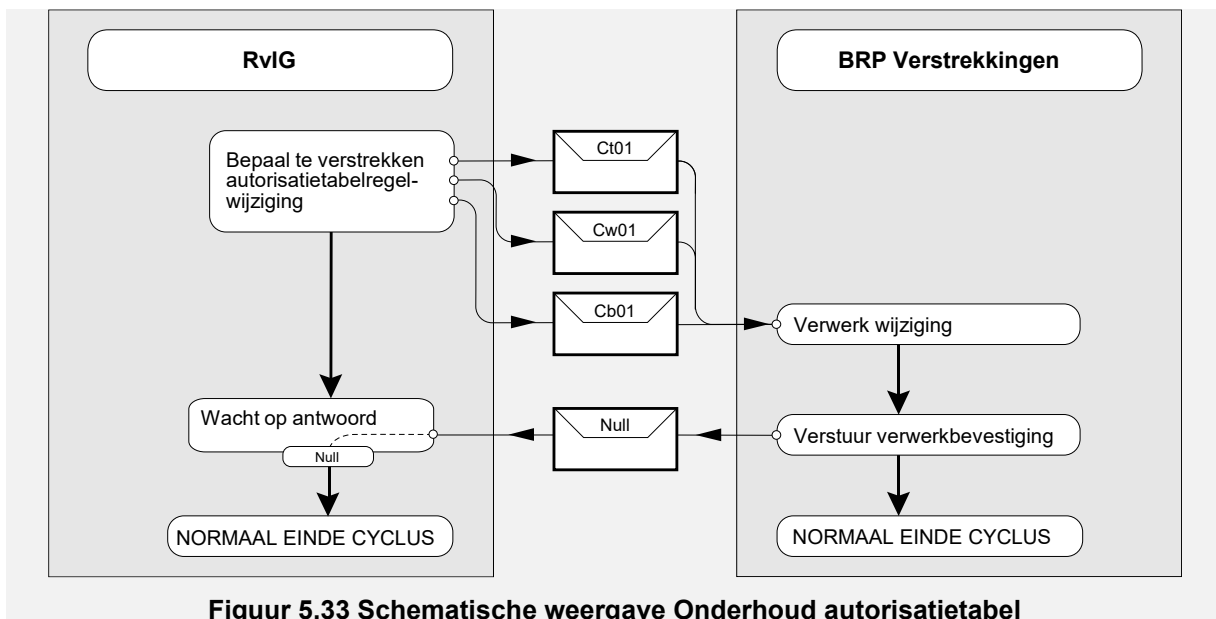 RvIG
BRP Verstrekkingen
Bepaal te verstrekken
autorisatietabelregel-
wijziging
Ct01
Cw01
Cb01
Verwerk wijziging
Wacht op antwoord
Null
Null
Verstuur verwerkbevestiging
NORMAAL EINDE CYCLUS
NORMAAL EINDE CYCLUS
Figuur 5.33 Schematische weergave Onderhoud autorisatietabel